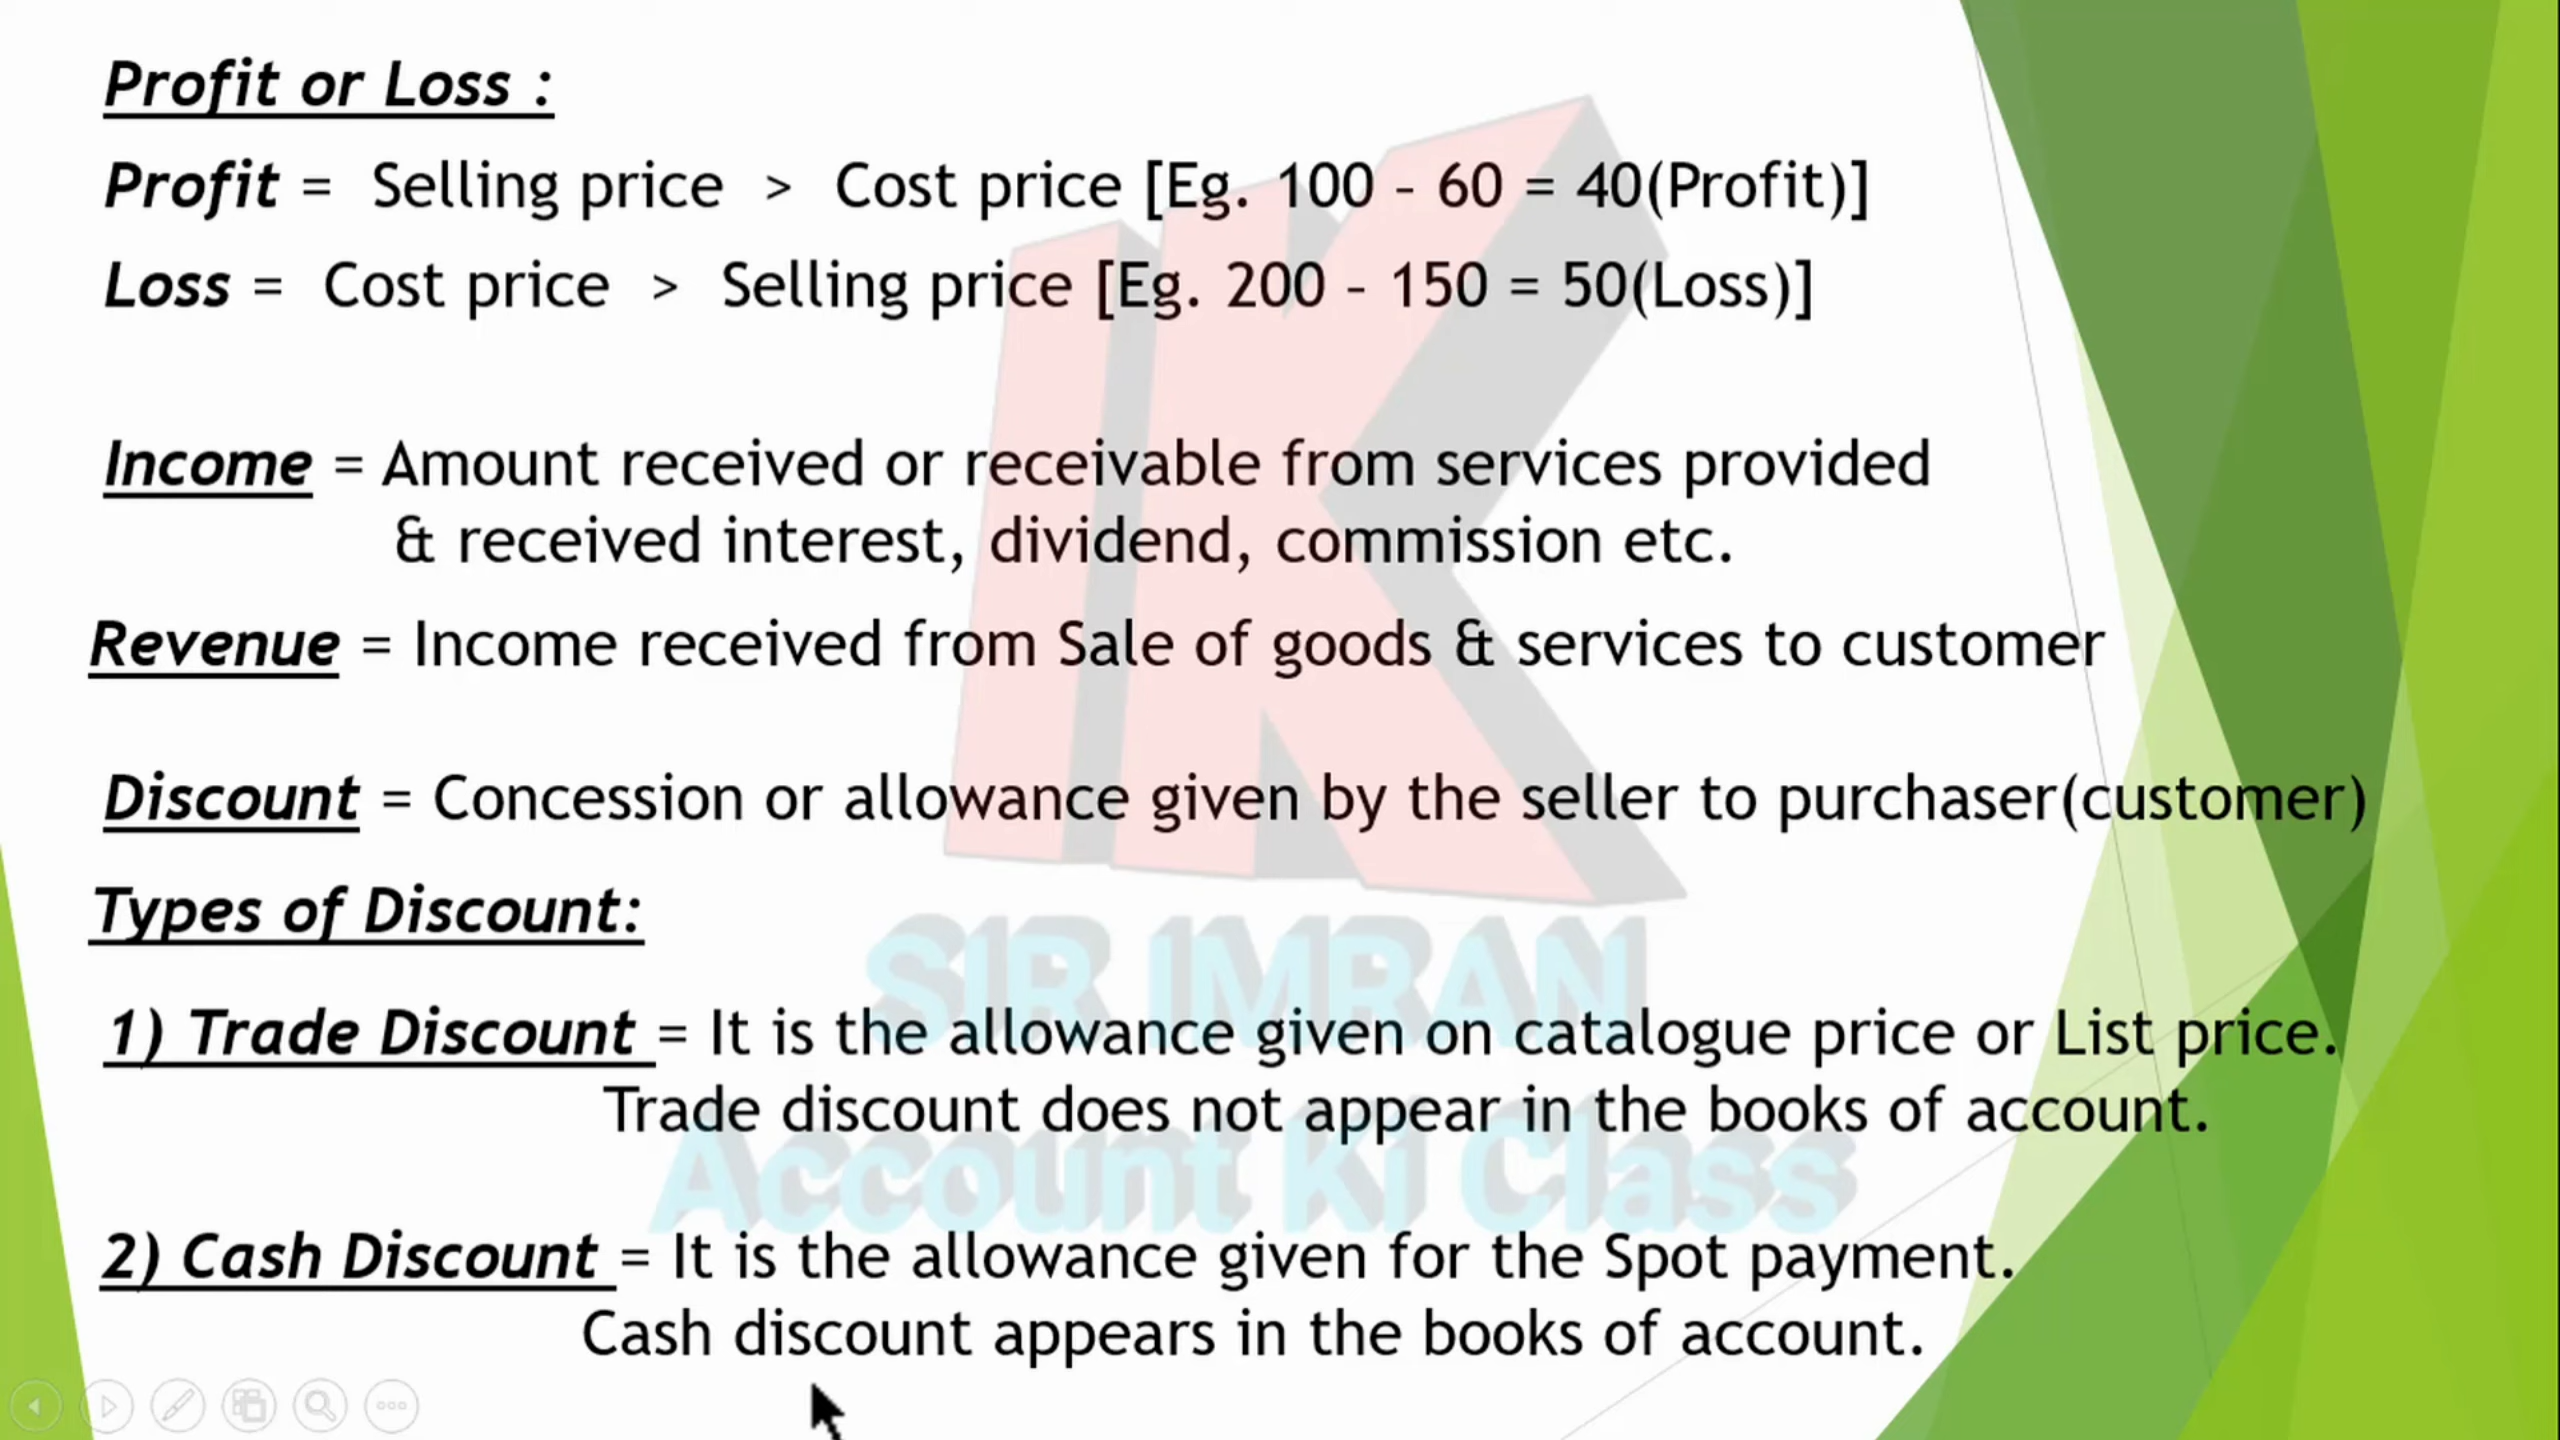 Profit or Loss :
Profit = Selling price > Cost price [Eg. 100 – 60 = 40(Profit)]
Loss = Cost price > Selling price [Eg. 200 – 150 = 50(Loss)]
Income = Amount received or receivable from services provided
& received interest, dividend, commission etc.
Revenue = Income received from Sale of goods & services to customer
Discount = Concession or allowance given by the seller to purchaser(customer)
Types of Discount:
1) Trade Discount = It is the allowance given on catalogue price or List price.
Trade discount does not appear in the books of account.
2) Cash Discount = It is the allowance given for the Spot payment.
Cash discount appears in the books of account.
IK
SIR IMRAN
Account Ki Class